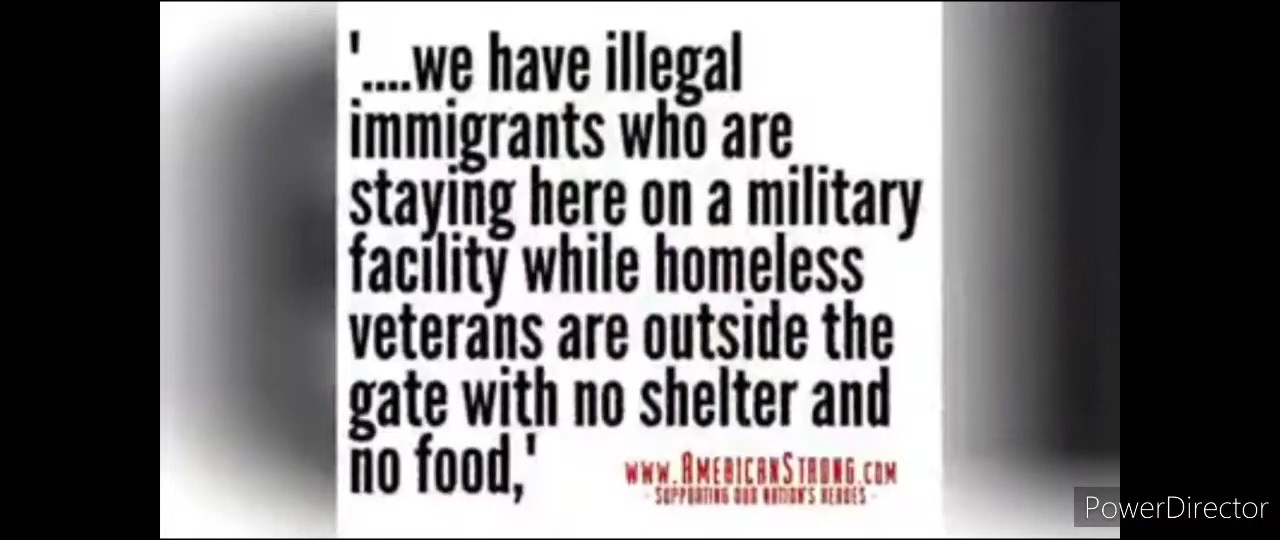 '....we have illegal
immigrants who are
staying here on a military
facility while homeless
veterans are outside the
gate with no shelter and
no food,'
www.AmericanStrong.com
- Supporting our nation's heroes -
PowerDirector